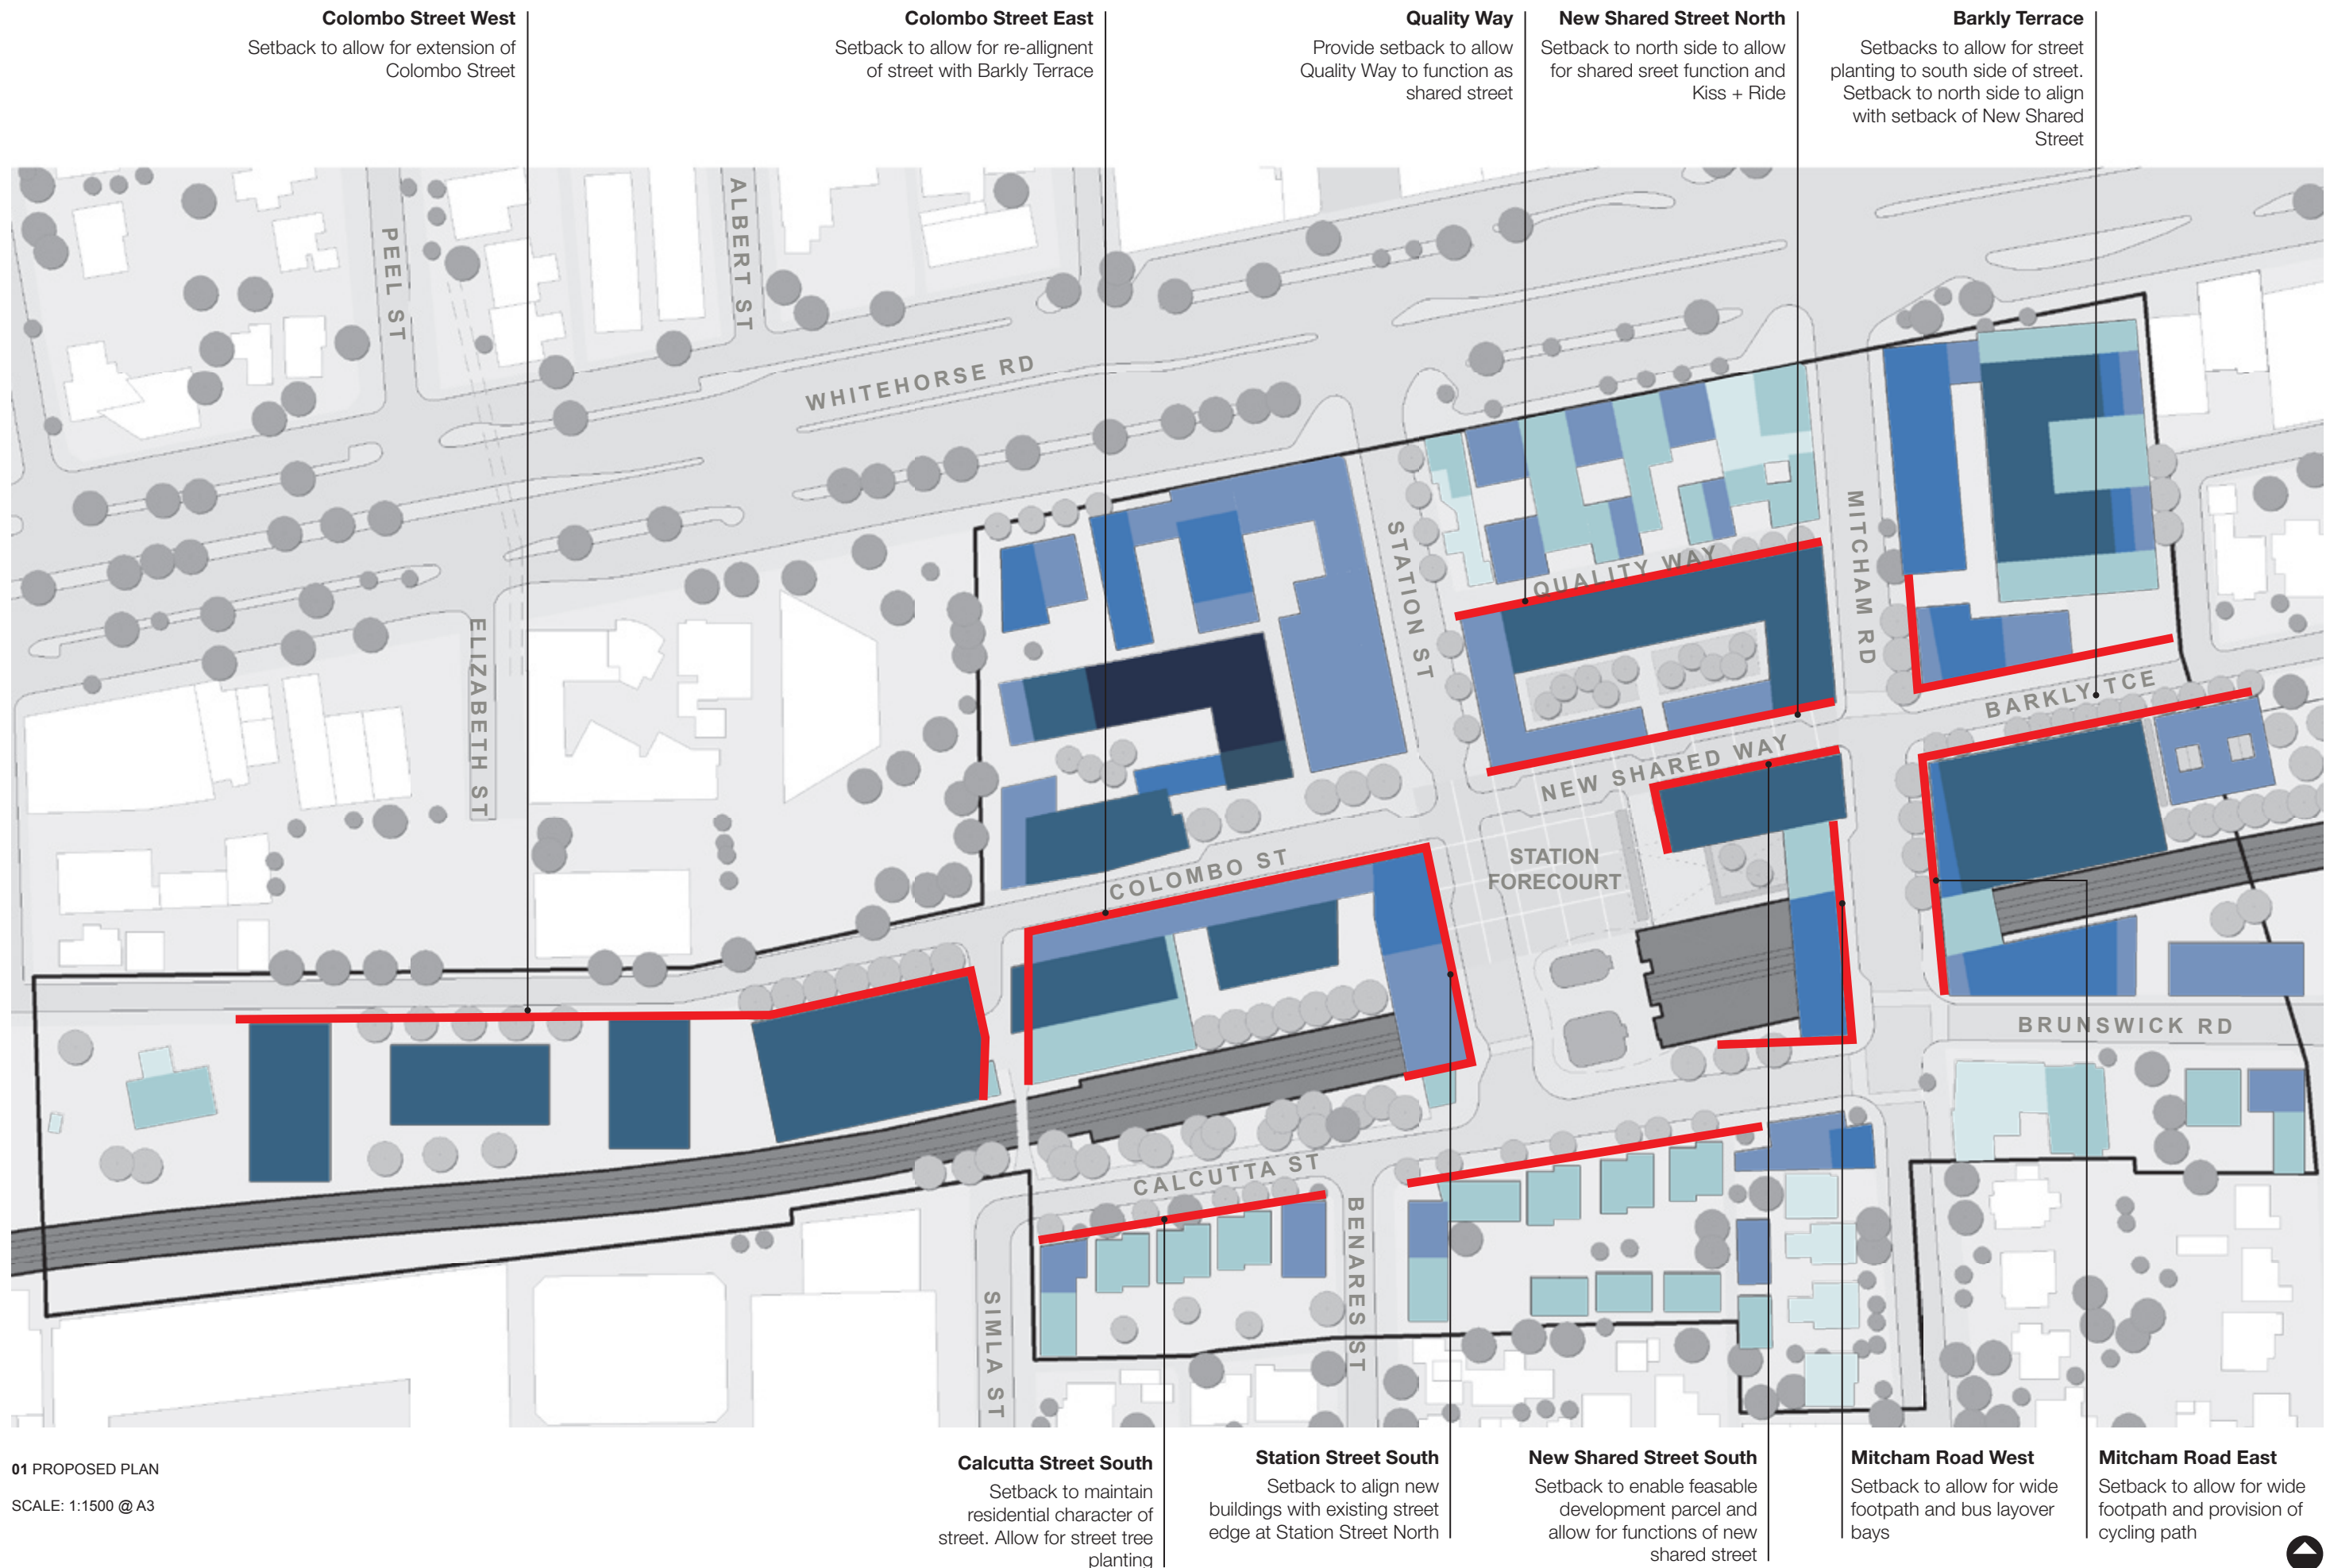 Colombo Street West
Setback to allow for extension of
Colombo Street
Colombo Street East
Setback to allow for re-allignent
of street with Barkly Terrace
Quality Way
Provide setback to allow
Quality Way to function as
shared street
New Shared Street North
Setback to north side to allow
for shared sreet function and
Kiss + Ride
Barkly Terrace
Setbacks to allow for street
planting to south side of street.
Setback to north side to align
with setback of New Shared
Street
PEEL ST
ALBERT ST
WHITEHORSE RD
ELIZABETH ST
STATION ST
QUALITY WAY
MITCHAM RD
BARKLY TCE
NEW SHARED WAY
COLOMBO ST
STATION
FORECOURT
BRUNSWICK RD
CALCUTTA ST
BENARES ST
SIMLA ST
01 PROPOSED PLAN
SCALE: 1:1500 @ A3
Calcutta Street South
Setback to maintain
residential character of
street. Allow for street tree
planting
Station Street South
Setback to align new
buildings with existing street
edge at Station Street North
New Shared Street South
Setback to enable feasable
development parcel and
allow for functions of new
shared street
Mitcham Road West
Setback to allow for wide
footpath and bus layover
bays
Mitcham Road East
Setback to allow for wide
footpath and provision of
cycling path